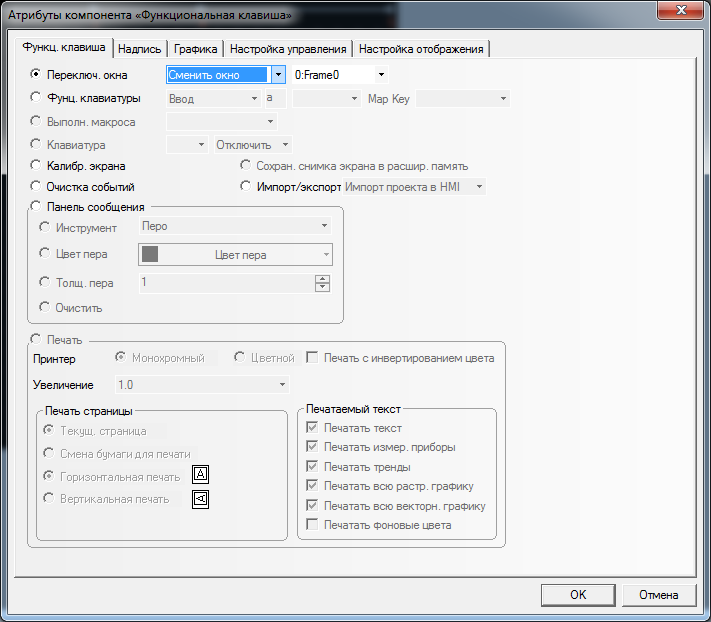 Атрибуты компонента «Функциональная клавиша»
Функц. клавиша Надпись Графика Настройка управления Настройка отображения
Переключ. окна Сменить окно 0:Frame0
Фунц. клавиатуры Ввод а Map Key
Выполн. макроса
Клавиатура Отключить
Калибр. экрана Сохран. снимка экрана в расшир. память
Очистка событий Импорт/экспорт Импорт проекта в HMI
Панель сообщения
Инструмент Перо
Цвет пера Цвет пера
Толщ. пера 1
Очистить
Печать
Принтер Монохромный Цветной Печать с инвертированием цвета
Увеличение 1.0
Печать страницы Печатаемый текст
Текущ. страница Печатать текст
Смена бумаги для печати Печатать измер. приборы
Горизонтальная печать A Печатать тренды
Печатать всю растр. графику
Вертикальная печать A Печатать всю векторн. графику
Печатать фоновые цвета
OK Отмена